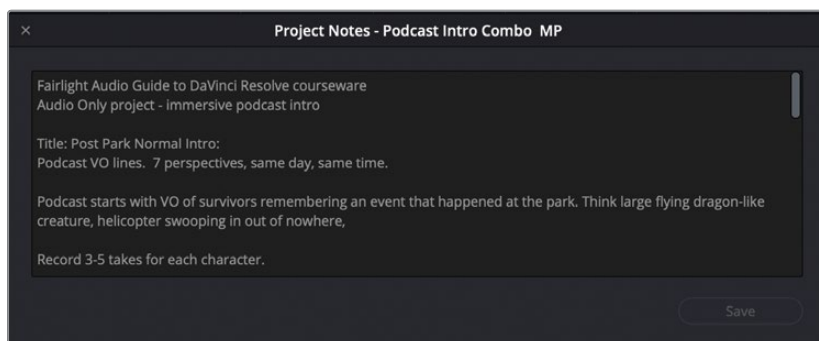 Project Notes - Podcast Intro Combo  MP
Fairlight Audio Guide to DaVinci Resolve courseware
Audio Only project - immersive podcast intro
Title: Post Park Normal Intro:
Podcast VO lines.  7 perspectives, same day, same time.
Podcast starts with VO of survivors remembering an event that happened at the park. Think large flying dragon-like
creature, helicopter swooping in out of nowhere,
Record 3-5 takes for each character.
Save